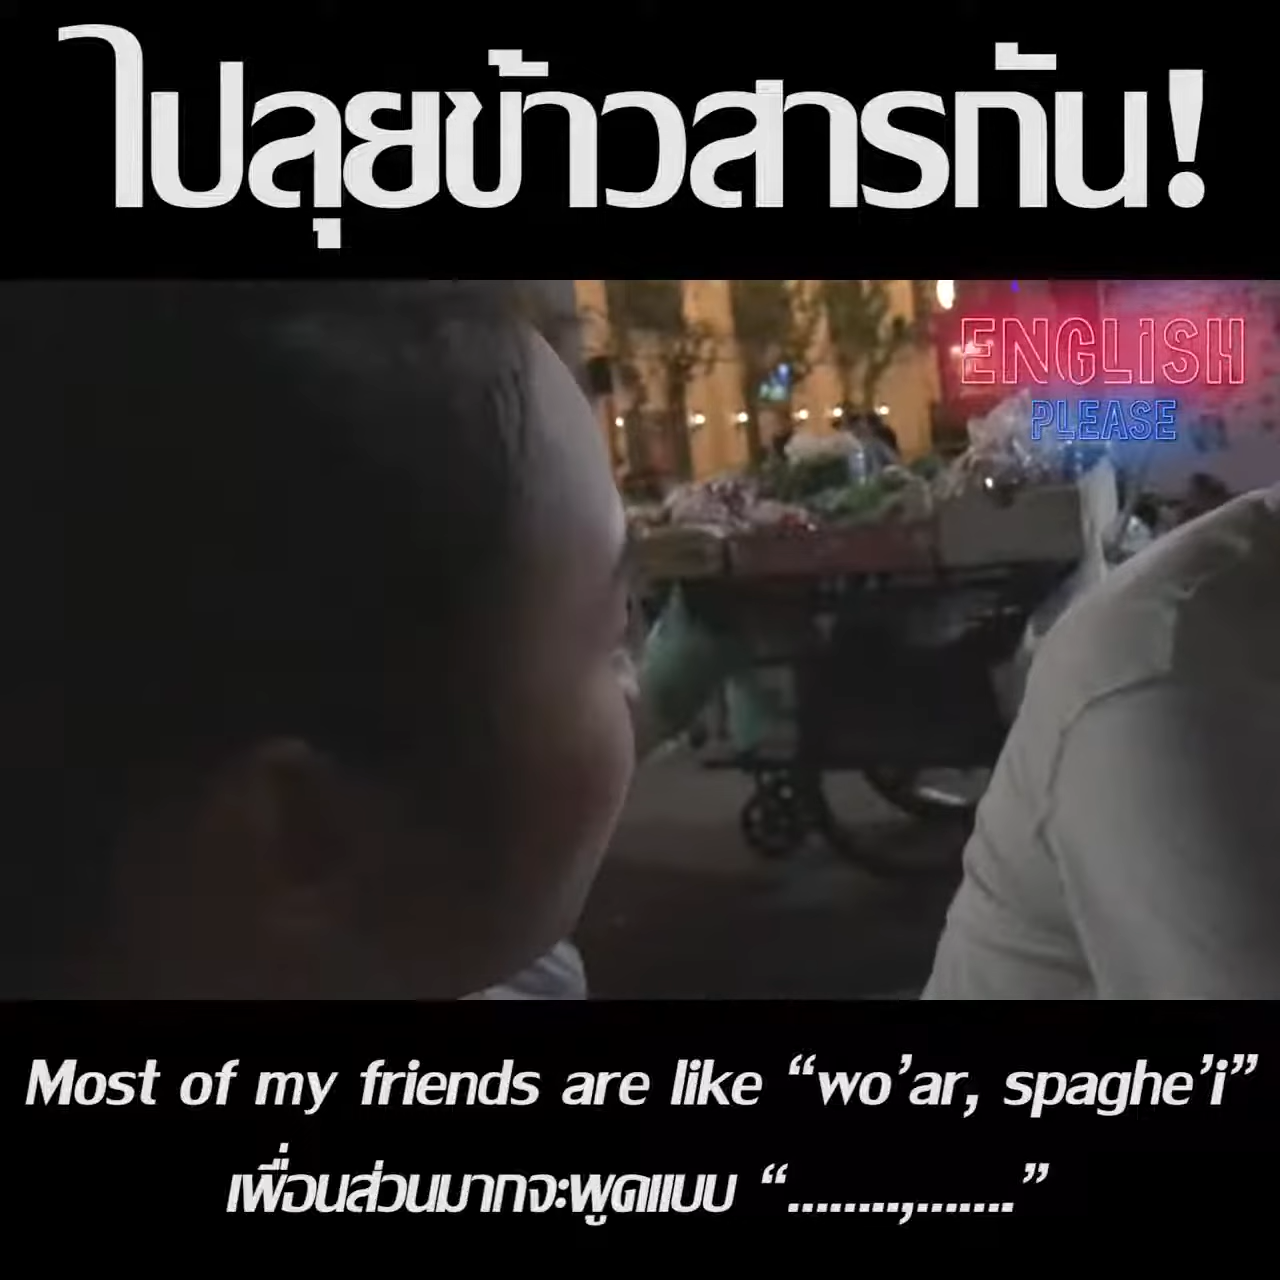 ไปลุยข้าวสารกัน!
ENGLISH
PLEASE
Most of my friends are like “wo’ar, spaghe’i”
เพื่อนส่วนมากจะพูดแบบ “........,.......”